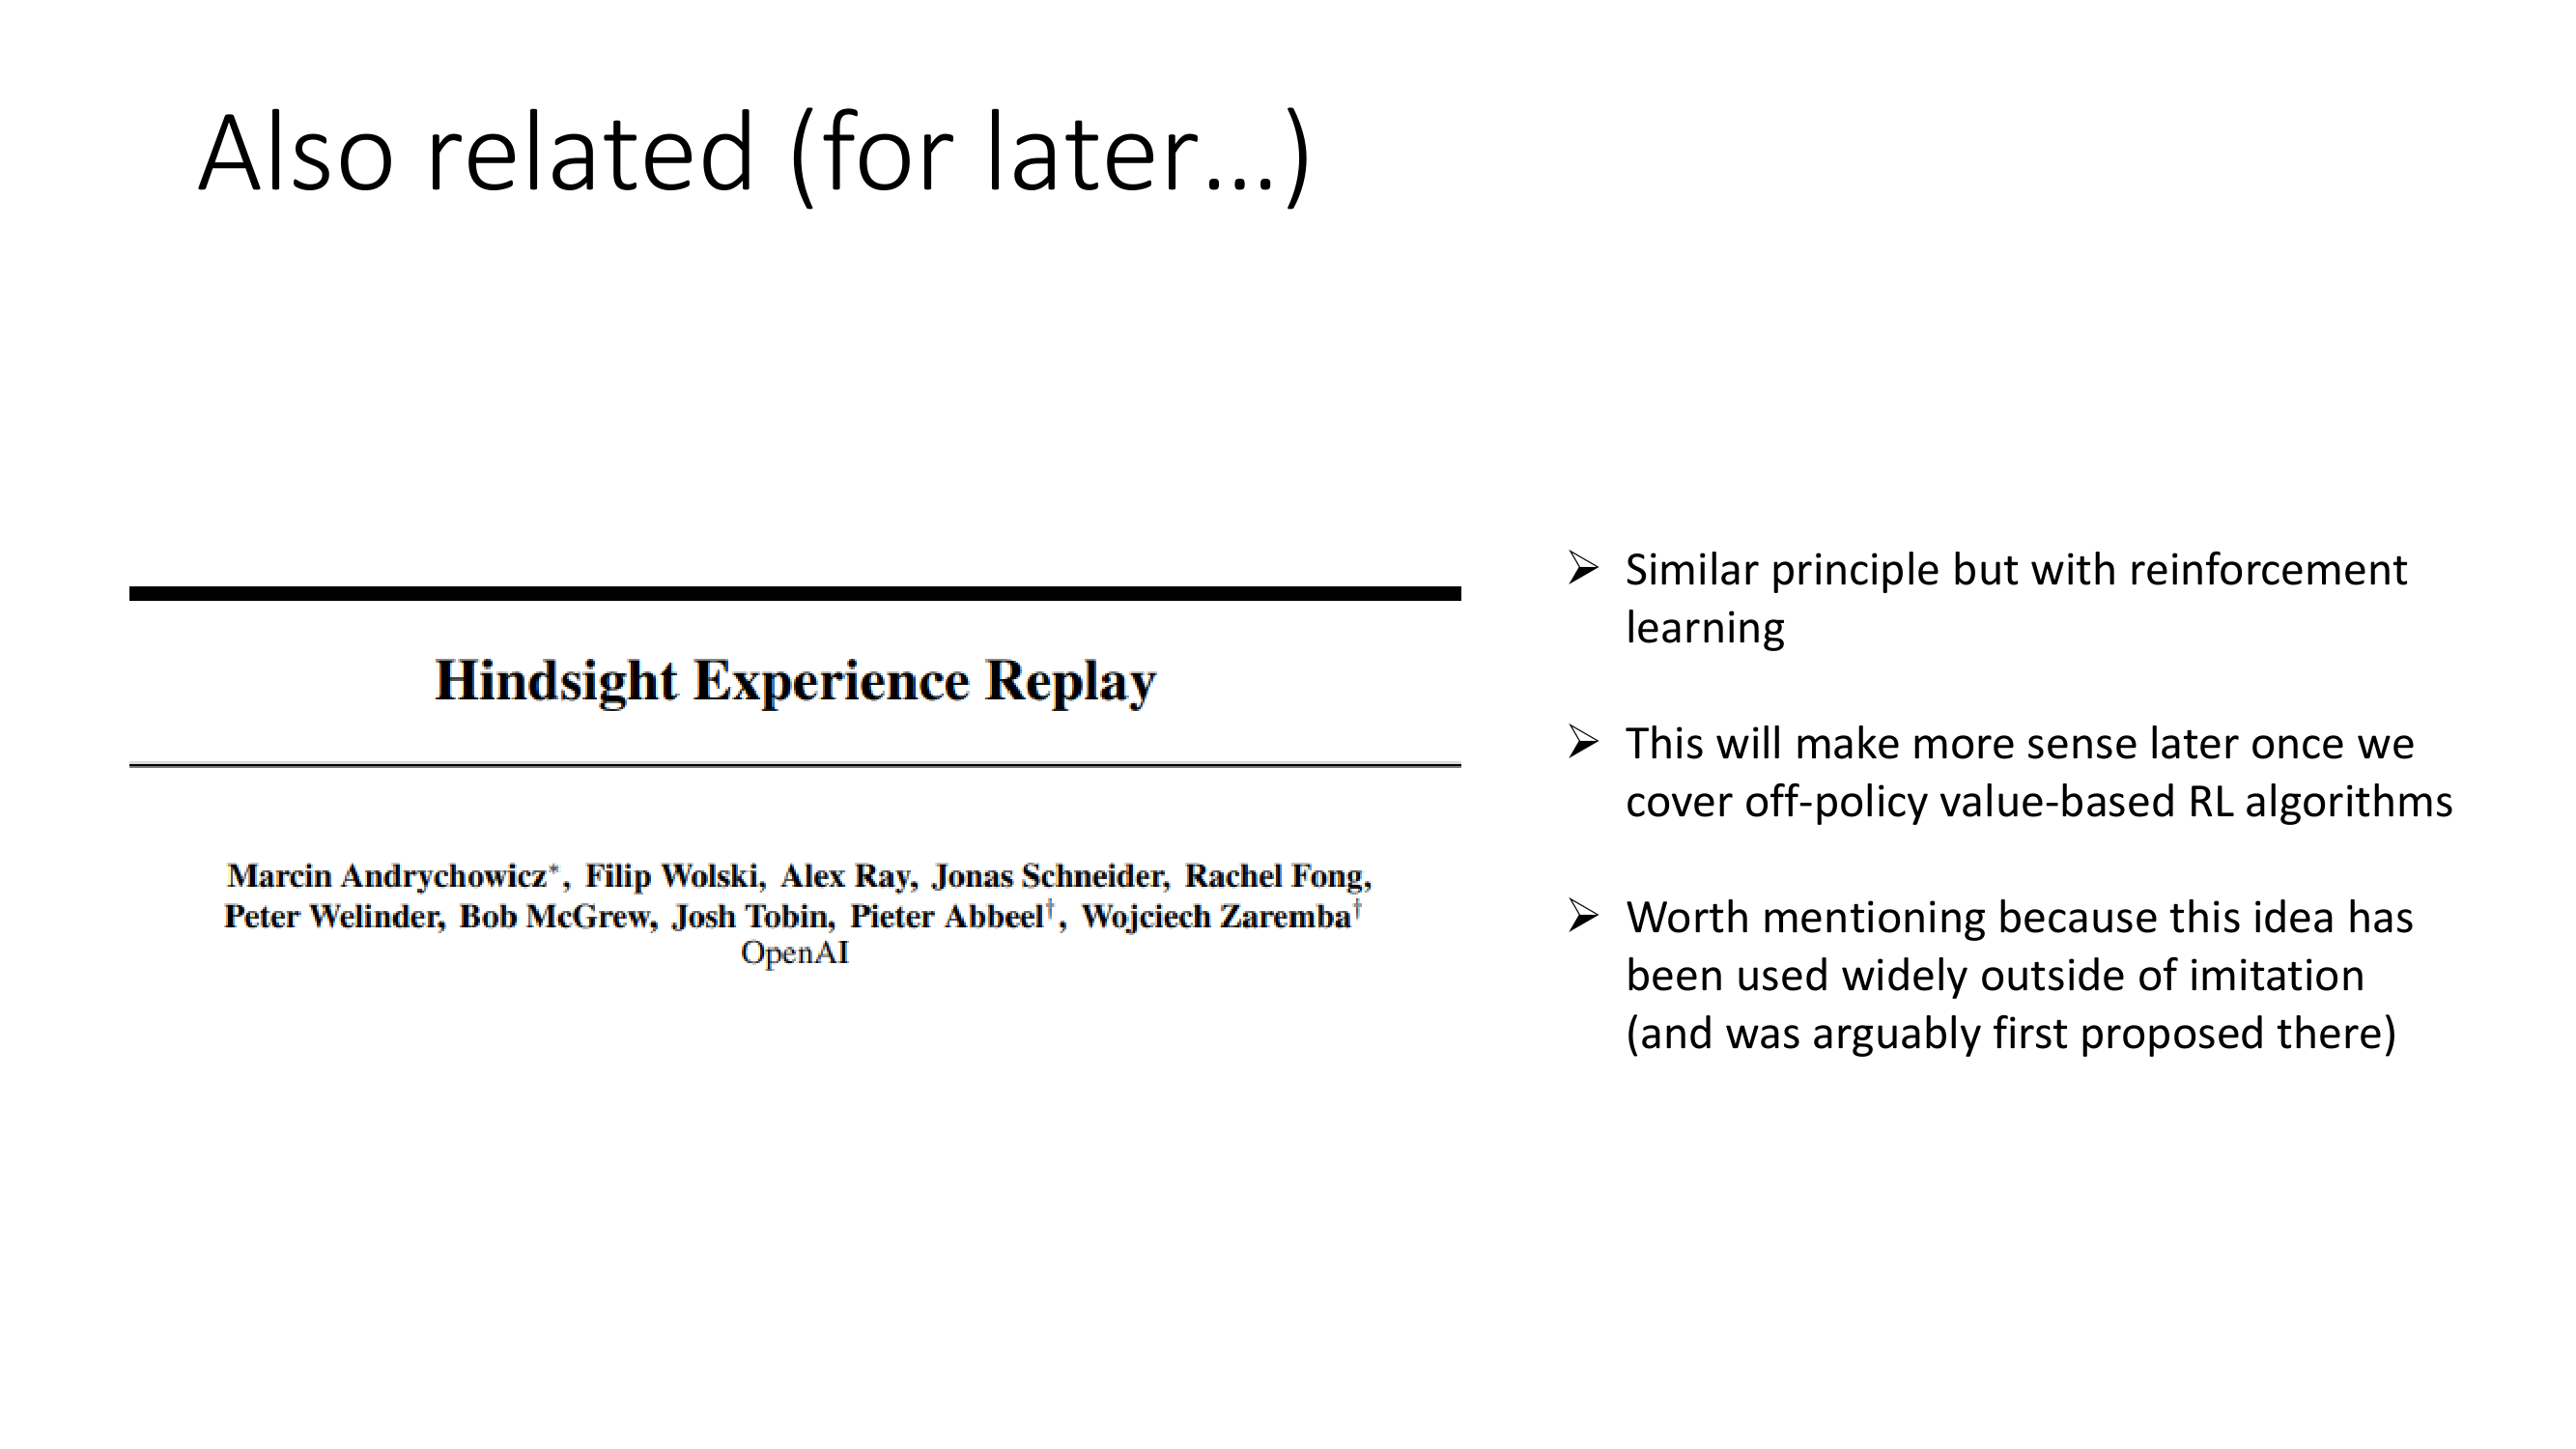 Also related (for later…)
Hindsight Experience Replay
Marcin Andrychowicz*, Filip Wolski, Alex Ray, Jonas Schneider, Rachel Fong,
Peter Welinder, Bob McGrew, Josh Tobin, Pieter Abbeel†, Wojciech Zaremba†
OpenAI
➢ Similar principle but with reinforcement
learning
➢ This will make more sense later once we
cover off-policy value-based RL algorithms
➢ Worth mentioning because this idea has
been used widely outside of imitation
(and was arguably first proposed there)